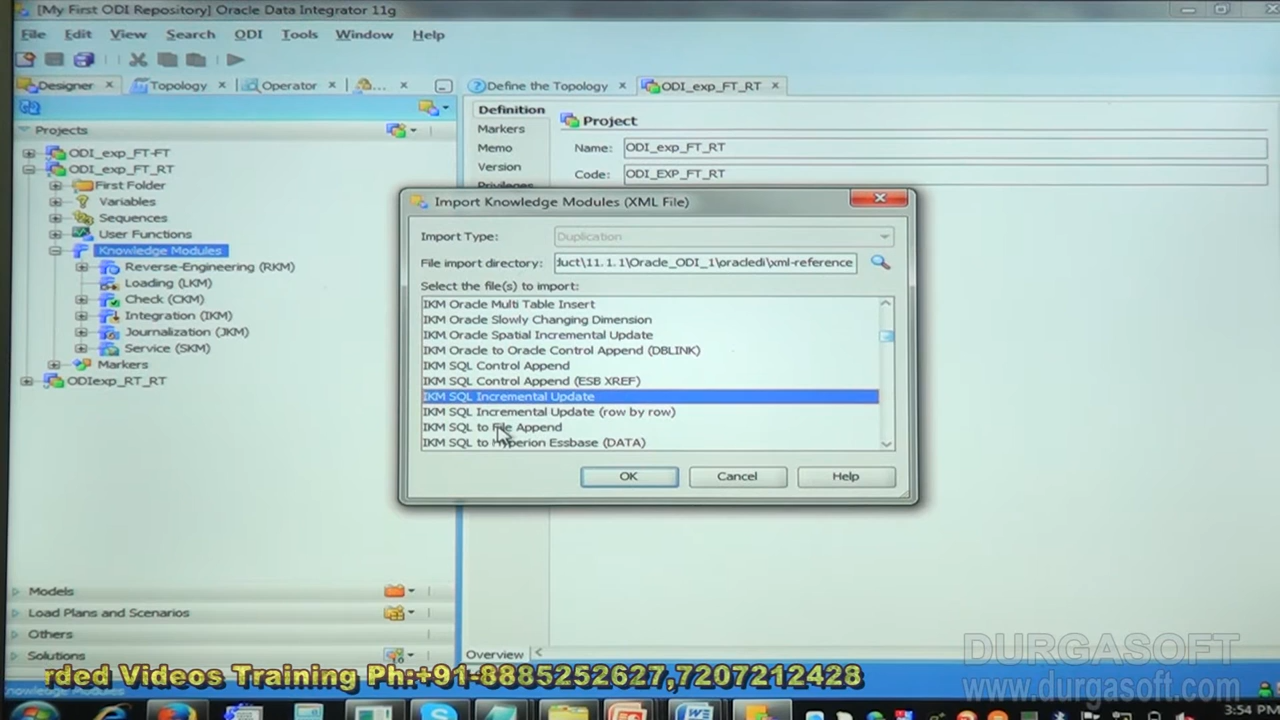 [My First ODI Repository] Oracle Data Integrator 11g
File Edit View Search ODI Tools Window Help
Designer Topology Operator ... Define the Topology ODI_exp_FT_RT
Projects
ODI_exp_FT-FT
ODI_exp_FT_RT
First Folder
Variables
Sequences
User Functions
Knowledge Modules
Reverse-Engineering (RKM)
Loading (LKM)
Check (CKM)
Integration (IKM)
Journalization (JKM)
Service (SKM)
Markers
ODIexp_RT_RT
Models
Load Plans and Scenarios
Others
Solutions
Knowledge Modules
Definition
Markers
Memo
Version
Privileges
Project
Name: ODI_exp_FT_RT
Code: ODI_EXP_FT_RT
Import Knowledge Modules (XML File)
Import Type: Duplication
File import directory: duct\11.1.1\Oracle_ODI_1\oracledi\xml-reference
Select the file(s) to import:
IKM Oracle Multi Table Insert
IKM Oracle Slowly Changing Dimension
IKM Oracle Spatial Incremental Update
IKM Oracle to Oracle Control Append (DBLINK)
IKM SQL Control Append
IKM SQL Control Append (ESB XREF)
IKM SQL Incremental Update
IKM SQL Incremental Update (row by row)
IKM SQL to File Append
IKM SQL to Hyperion Essbase (DATA)
OK Cancel Help
Overview
rded Videos Training Ph:+91-8885252627,7207212428
DURGASOFT
www.durgasoft.com
3:54 PM